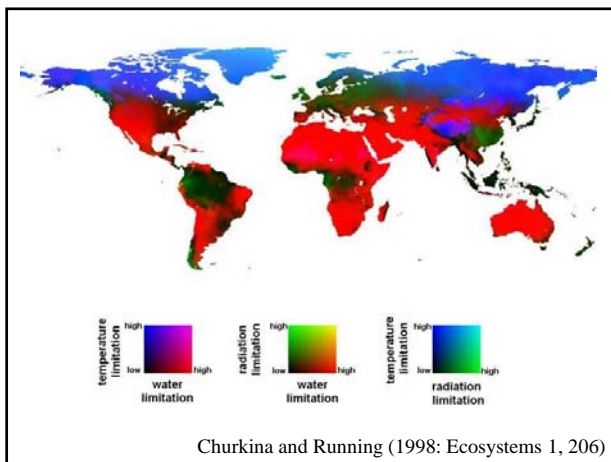 high
temperature
limitation
low
high
water
limitation
high
radiation
limitation
low
high
water
limitation
high
temperature
limitation
low
high
radiation
limitation
Churkina and Running (1998: Ecosystems 1, 206)